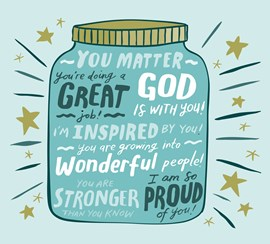 YOU MATTER
you're doing a
GREAT
job!
GOD
IS WITH YOU!
I'M INSPIRED BY YOU!
you are growing into
Wonderful people!
YOU ARE
STRONGER
THAN YOU KNOW
I am so
PROUD
of you!